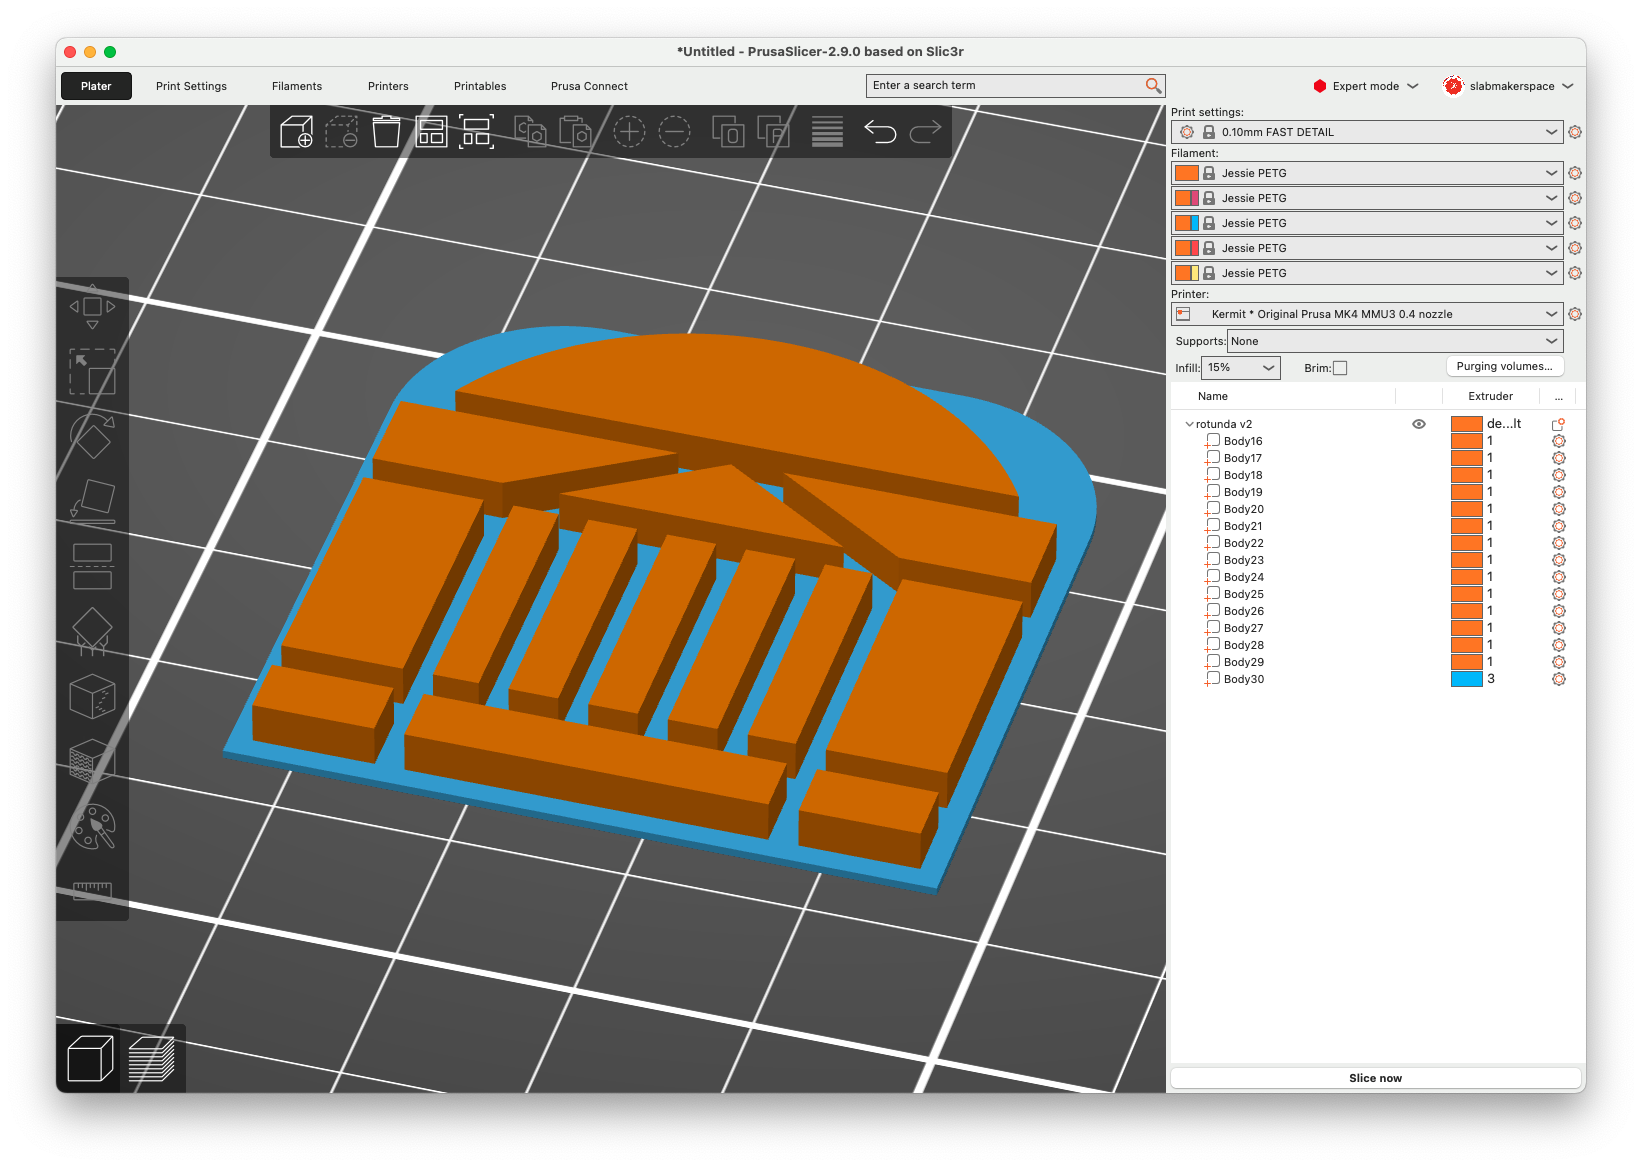 *Untitled - PrusaSlicer-2.9.0 based on Slic3r
Plater Print Settings Filaments Printers Printables Prusa Connect Enter a search term Expert mode slabmakerspace
Print settings:
0.10mm FAST DETAIL
Filament:
Jessie PETG
Jessie PETG
Jessie PETG
Jessie PETG
Jessie PETG
Printer:
Kermit * Original Prusa MK4 MMU3 0.4 nozzle
Supports: None
Infill: 15% Brim: Purging volumes...
Name Extruder ...
rotunda v2 de...lt
Body16 1
Body17 1
Body18 1
Body19 1
Body20 1
Body21 1
Body22 1
Body23 1
Body24 1
Body25 1
Body26 1
Body27 1
Body28 1
Body29 1
Body30 3
Slice now